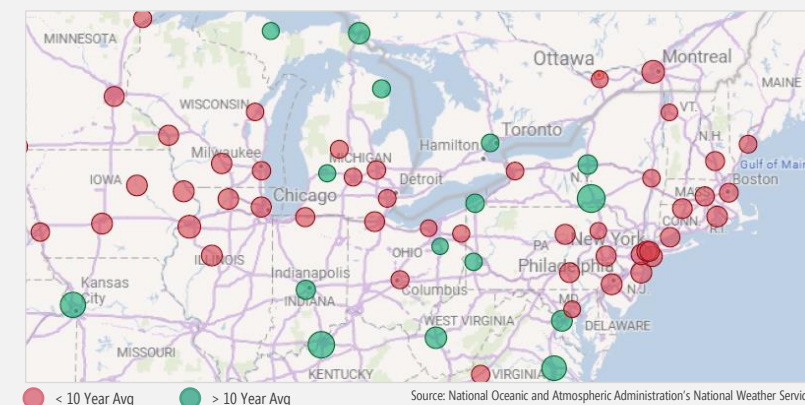 MINNESOTA
Ottawa
Montreal
MAINE
WISCONSIN
VT.
Toronto
Hamilton
N.H.
Milwaukee
MICHIGAN
Gulf of Mai
IOWA
Detroit
N.Y.
MASS
Boston
Chicago
CONN.
R.I.
New York
OHIO
PA
ILLINOIS
Indianapolis
Philadelphia
Kansas
City
INDIANA
Columbus
N.J.
MD
WEST VIRGINIA
DELAWARE
MISSOURI
KENTUCKY
VIRGINIA
< 10 Year Avg
> 10 Year Avg
Source: National Oceanic and Atmospheric Administration's National Weather Servic